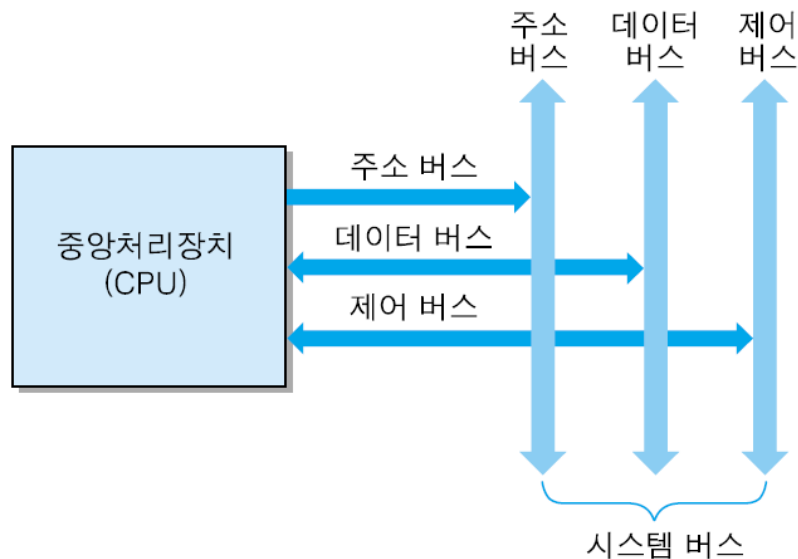 주소
버스
데이터
버스
제어
버스
주소 버스
데이터 버스
제어 버스
중앙처리장치
(CPU)
시스템 버스